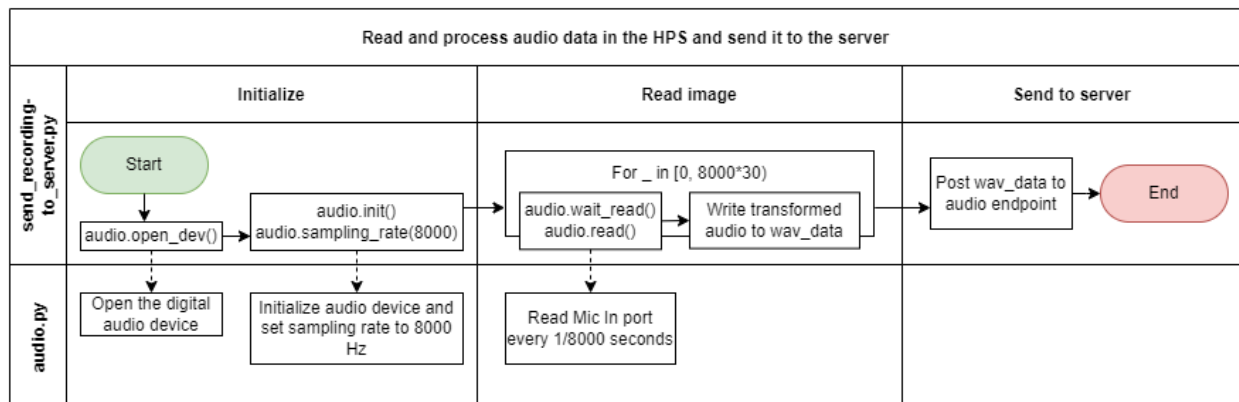 Read and process audio data in the HPS and send it to the server
Initialize
Read image
Send to server
send_recording-
to_server.py
Start
audio.open_dev()
audio.init()
audio.sampling_rate(8000)
For _ in [0, 8000*30)
audio.wait_read()
audio.read()
Write transformed
audio to wav_data
Post wav_data to
audio endpoint
End
audio.py
Open the digital
audio device
Initialize audio device and
set sampling rate to 8000
Hz
Read Mic In port
every 1/8000 seconds